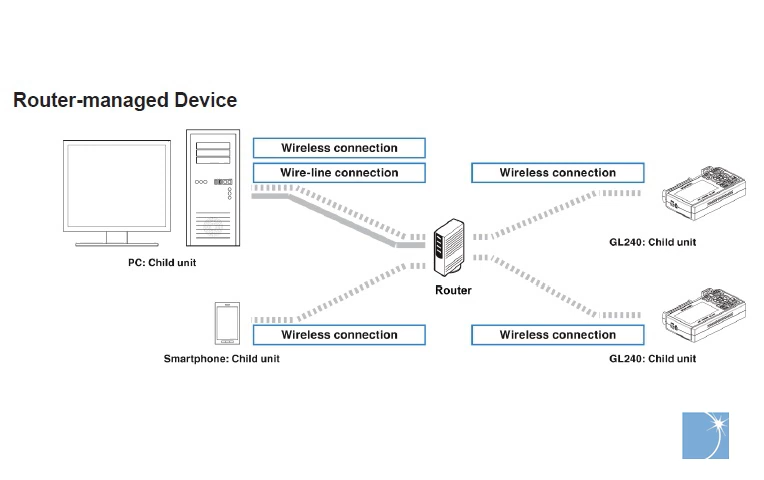 Router-managed Device
Wireless connection
Wire-line connection
Wireless connection
PC: Child unit
GL240: Child unit
Router
Wireless connection
Wireless connection
Smartphone: Child unit
GL240: Child unit